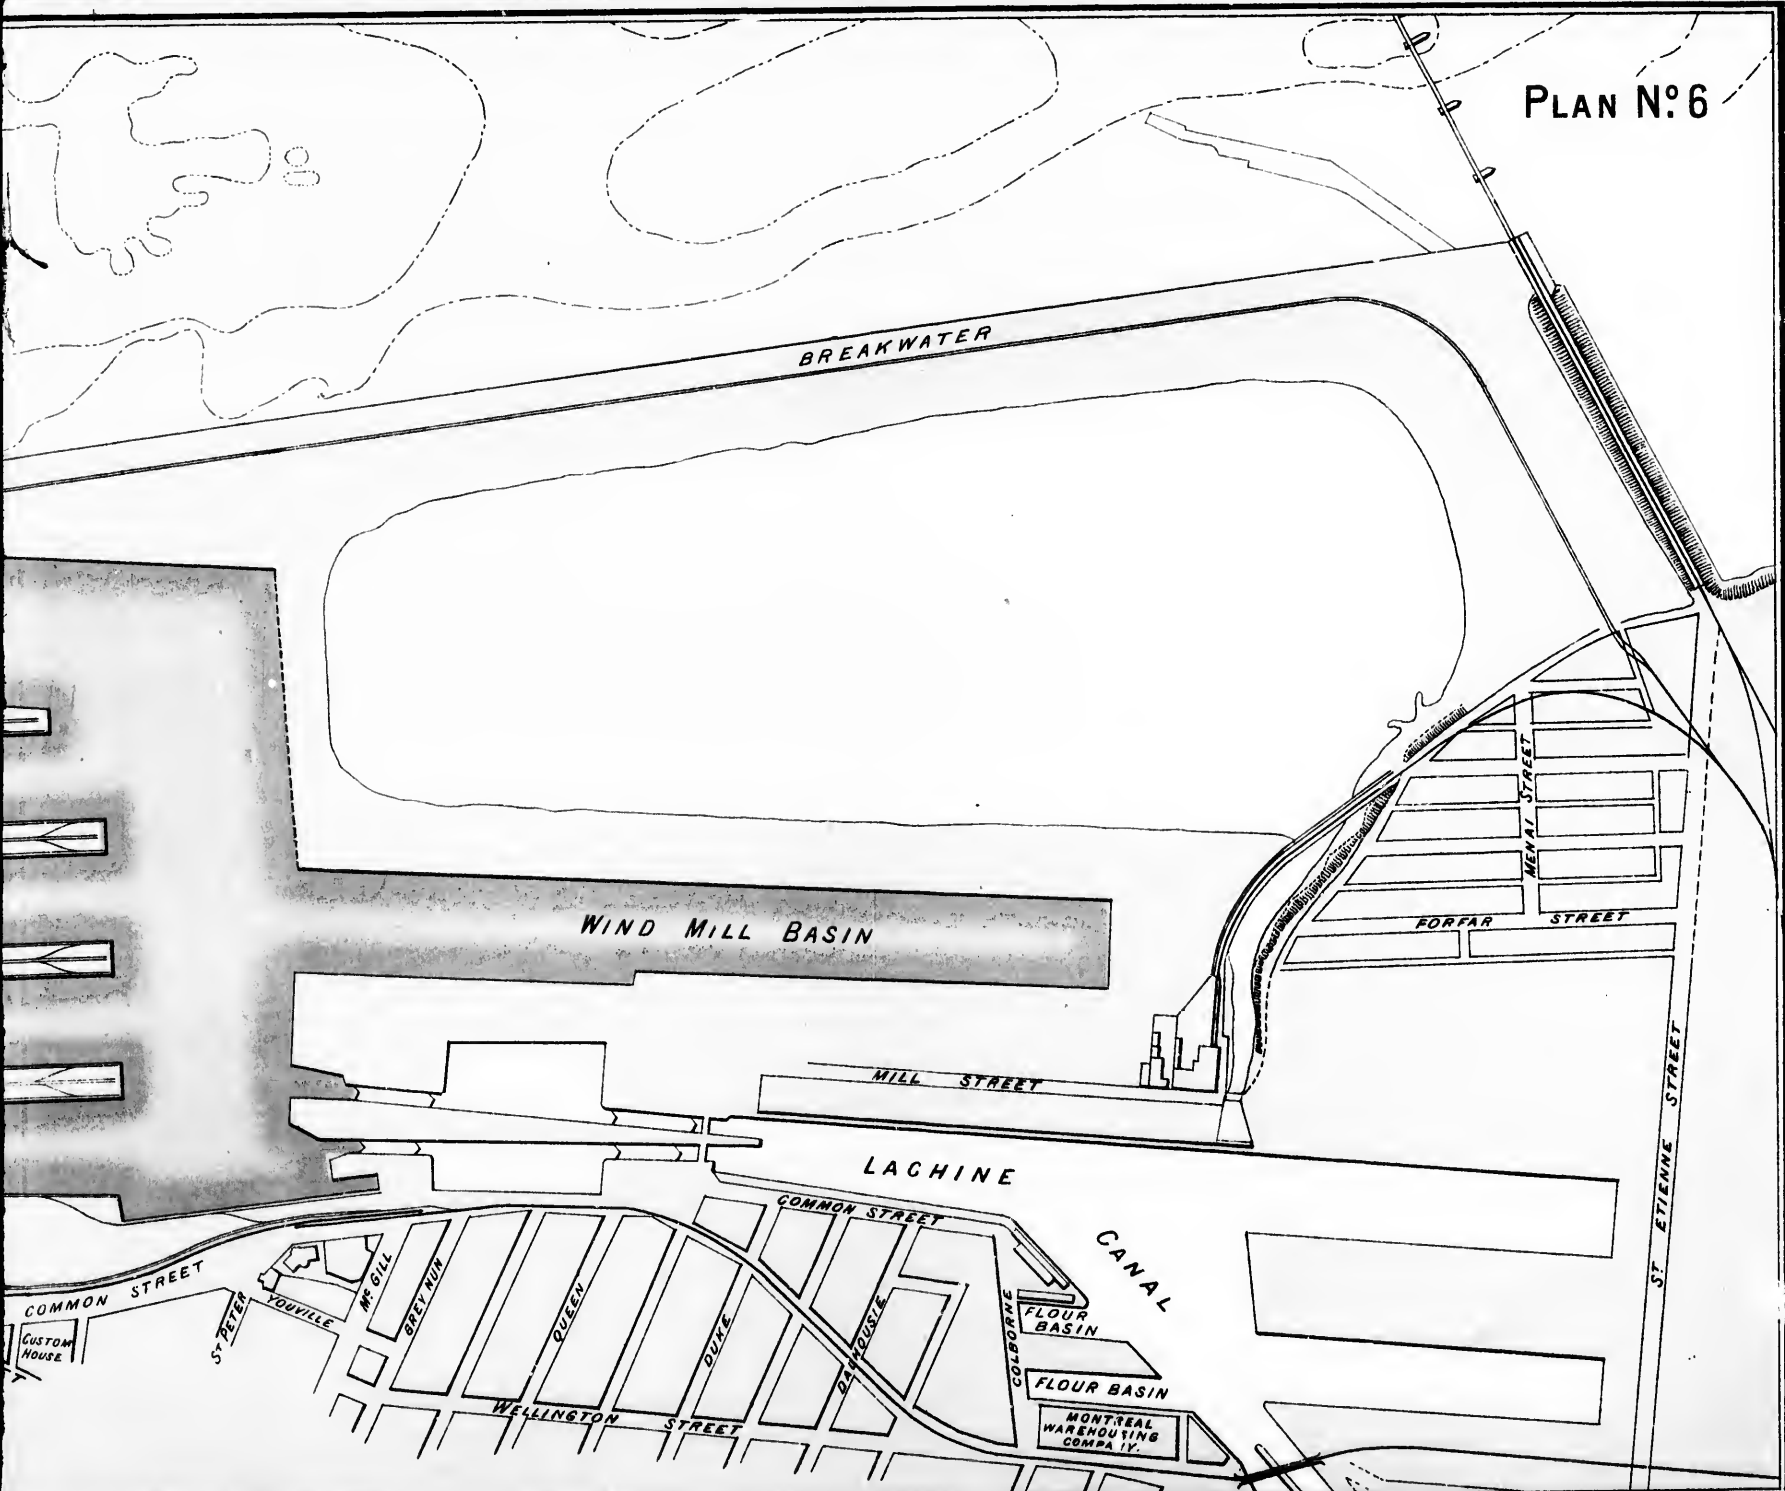 PLAN Nº 6
BREAKWATER
MENAI STREET
FORFAR STREET
WIND MILL BASIN
MILL STREET
ST. ETIENNE STREET
LACHINE
CANAL
COMMON STREET
COMMON STREET
CUSTOM
HOUSE
ST PETER
YOUVILLE
Mc GILL
GREY NUN
QUEEN
DUKE
DALHOUSIE
COLBORNE
WELLINGTON STREET
FLOUR
BASIN
FLOUR BASIN
MONTREAL
WAREHOUSING
COMPA Y.